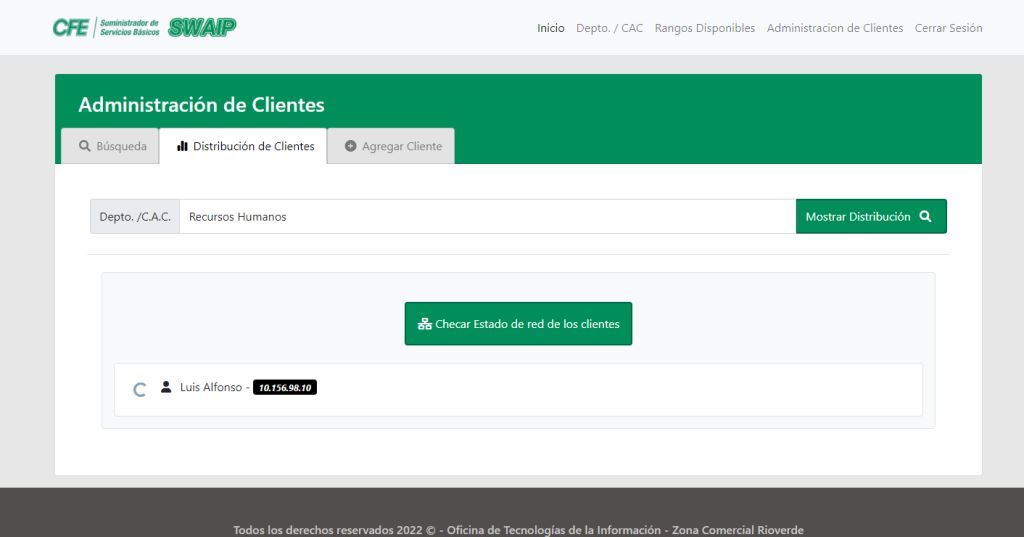 CFE Suministrador de Servicios Básicos SWAIP
Inicio Depto. / CAC Rangos Disponibles Administracion de Clientes Cerrar Sesión
Administración de Clientes
Búsqueda Distribución de Clientes Agregar Cliente
Depto. /C.A.C. Recursos Humanos Mostrar Distribución
Checar Estado de red de los clientes
Luis Alfonso - 10.156.98.10
Todos los derechos reservados 2022 © - Oficina de Tecnologías de la Información - Zona Comercial Rioverde